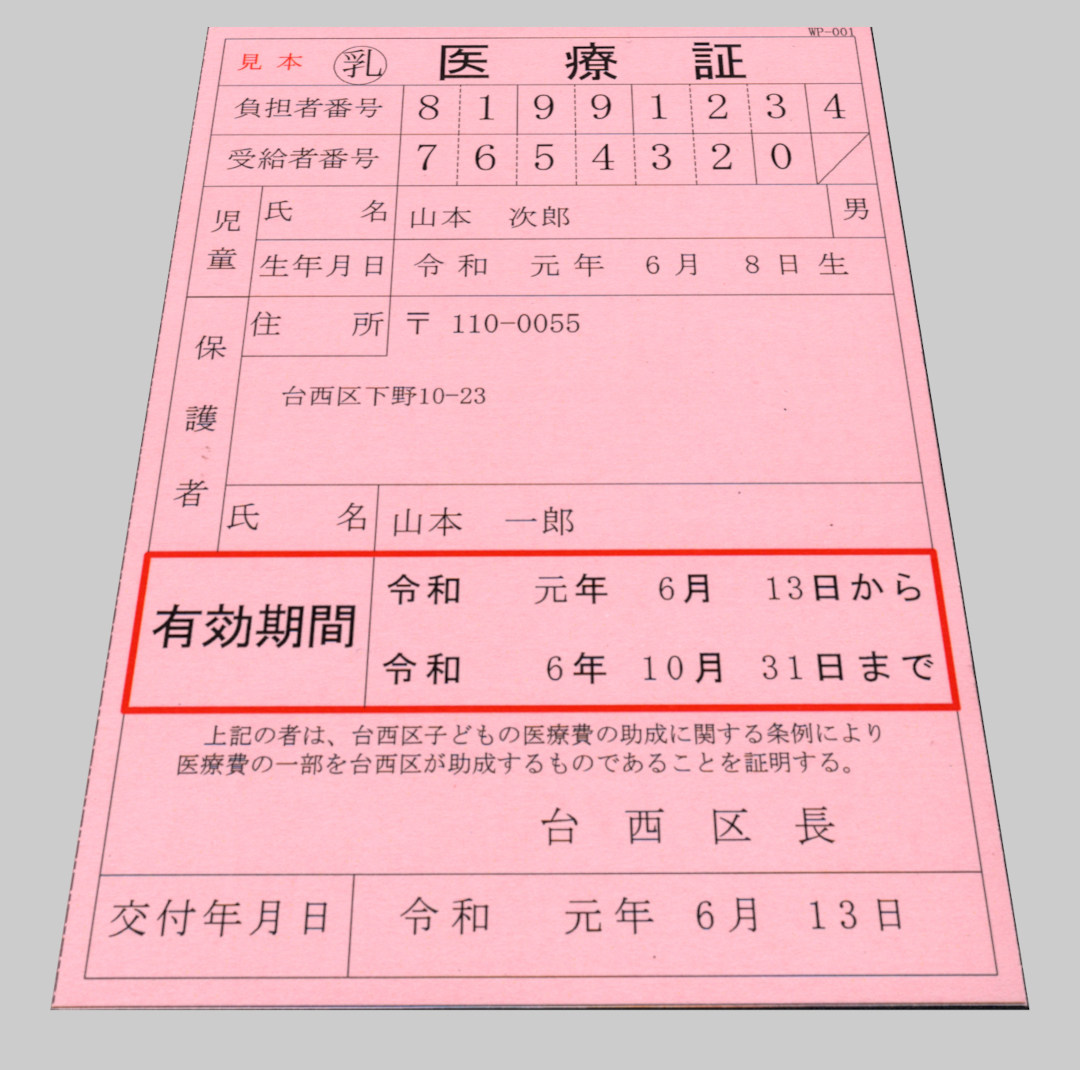 WP-001
見本 ㊞乳 医療証
負担者番号 8 1 9 9 1 2 3 4
受給者番号 7 6 5 4 3 2 0
児童 氏名 山本 次郎 男
生年月日 令和 元年 6月 8日生
保護者 住所 〒110-0055
台西区下野10-23
氏名 山本 一郎
有効期間 令和 元年 6月 13日から
令和 6年 10月 31日まで
上記の者は、台西区子どもの医療費の助成に関する条例により
医療費の一部を台西区が助成するものであることを証明する。
台西区長
交付年月日 令和 元年 6月 13日